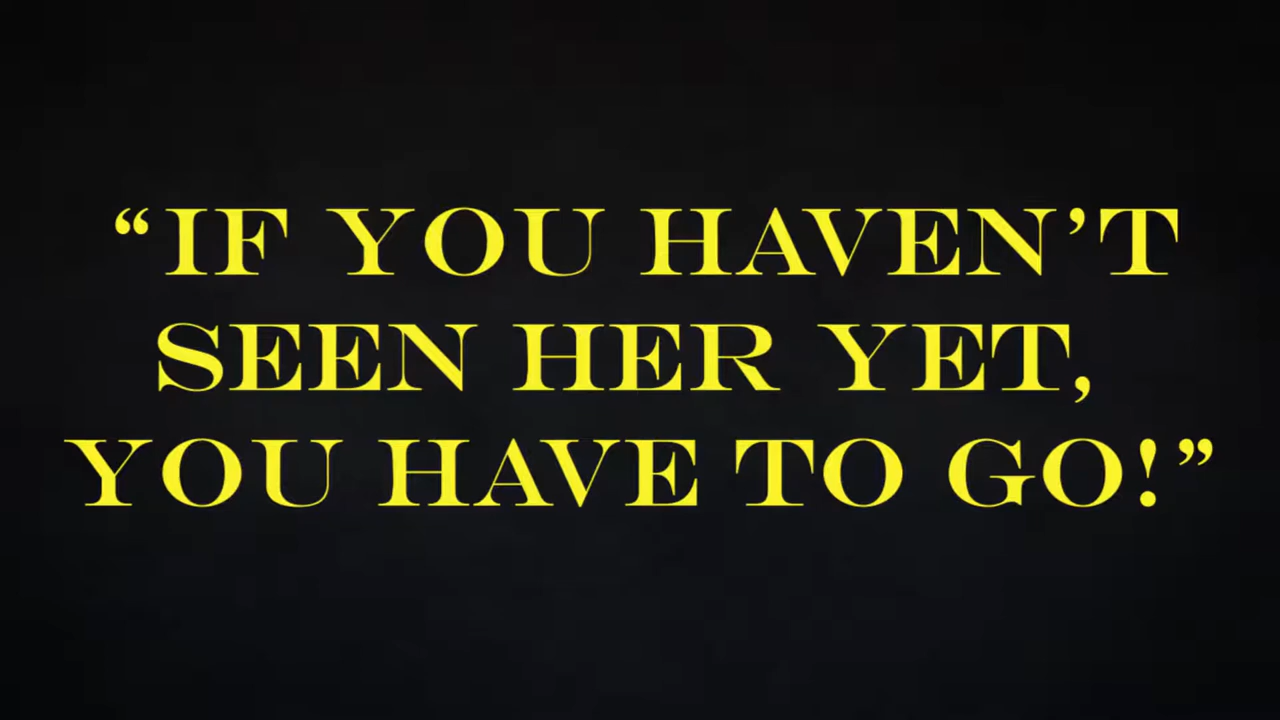 “IF YOU HAVEN’T
SEEN HER YET,
YOU HAVE TO GO!”